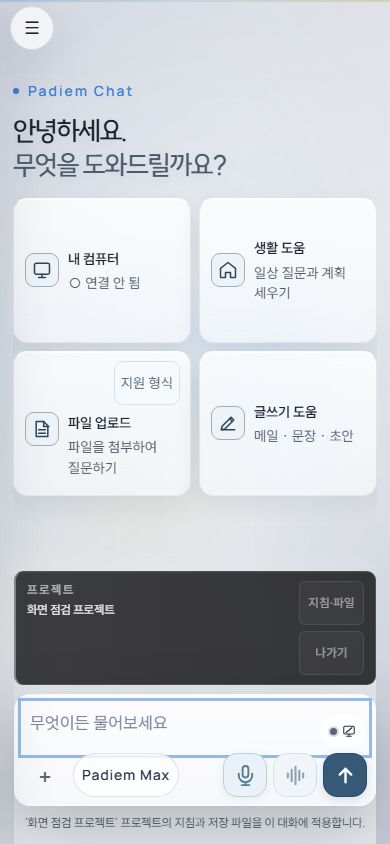 Padiem Chat
안녕하세요.
무엇을 도와드릴까요?
내 컴퓨터
연결 안 됨
생활 도움
일상 질문과 계획
세우기
지원 형식
파일 업로드
파일을 첨부하여
질문하기
글쓰기 도움
메일 · 문장 · 초안
프로젝트
화면 점검 프로젝트
지침·파일
나가기
무엇이든 물어보세요
+
Padiem Max
'화면 점검 프로젝트' 프로젝트의 지침과 저장 파일을 이 대화에 적용합니다.